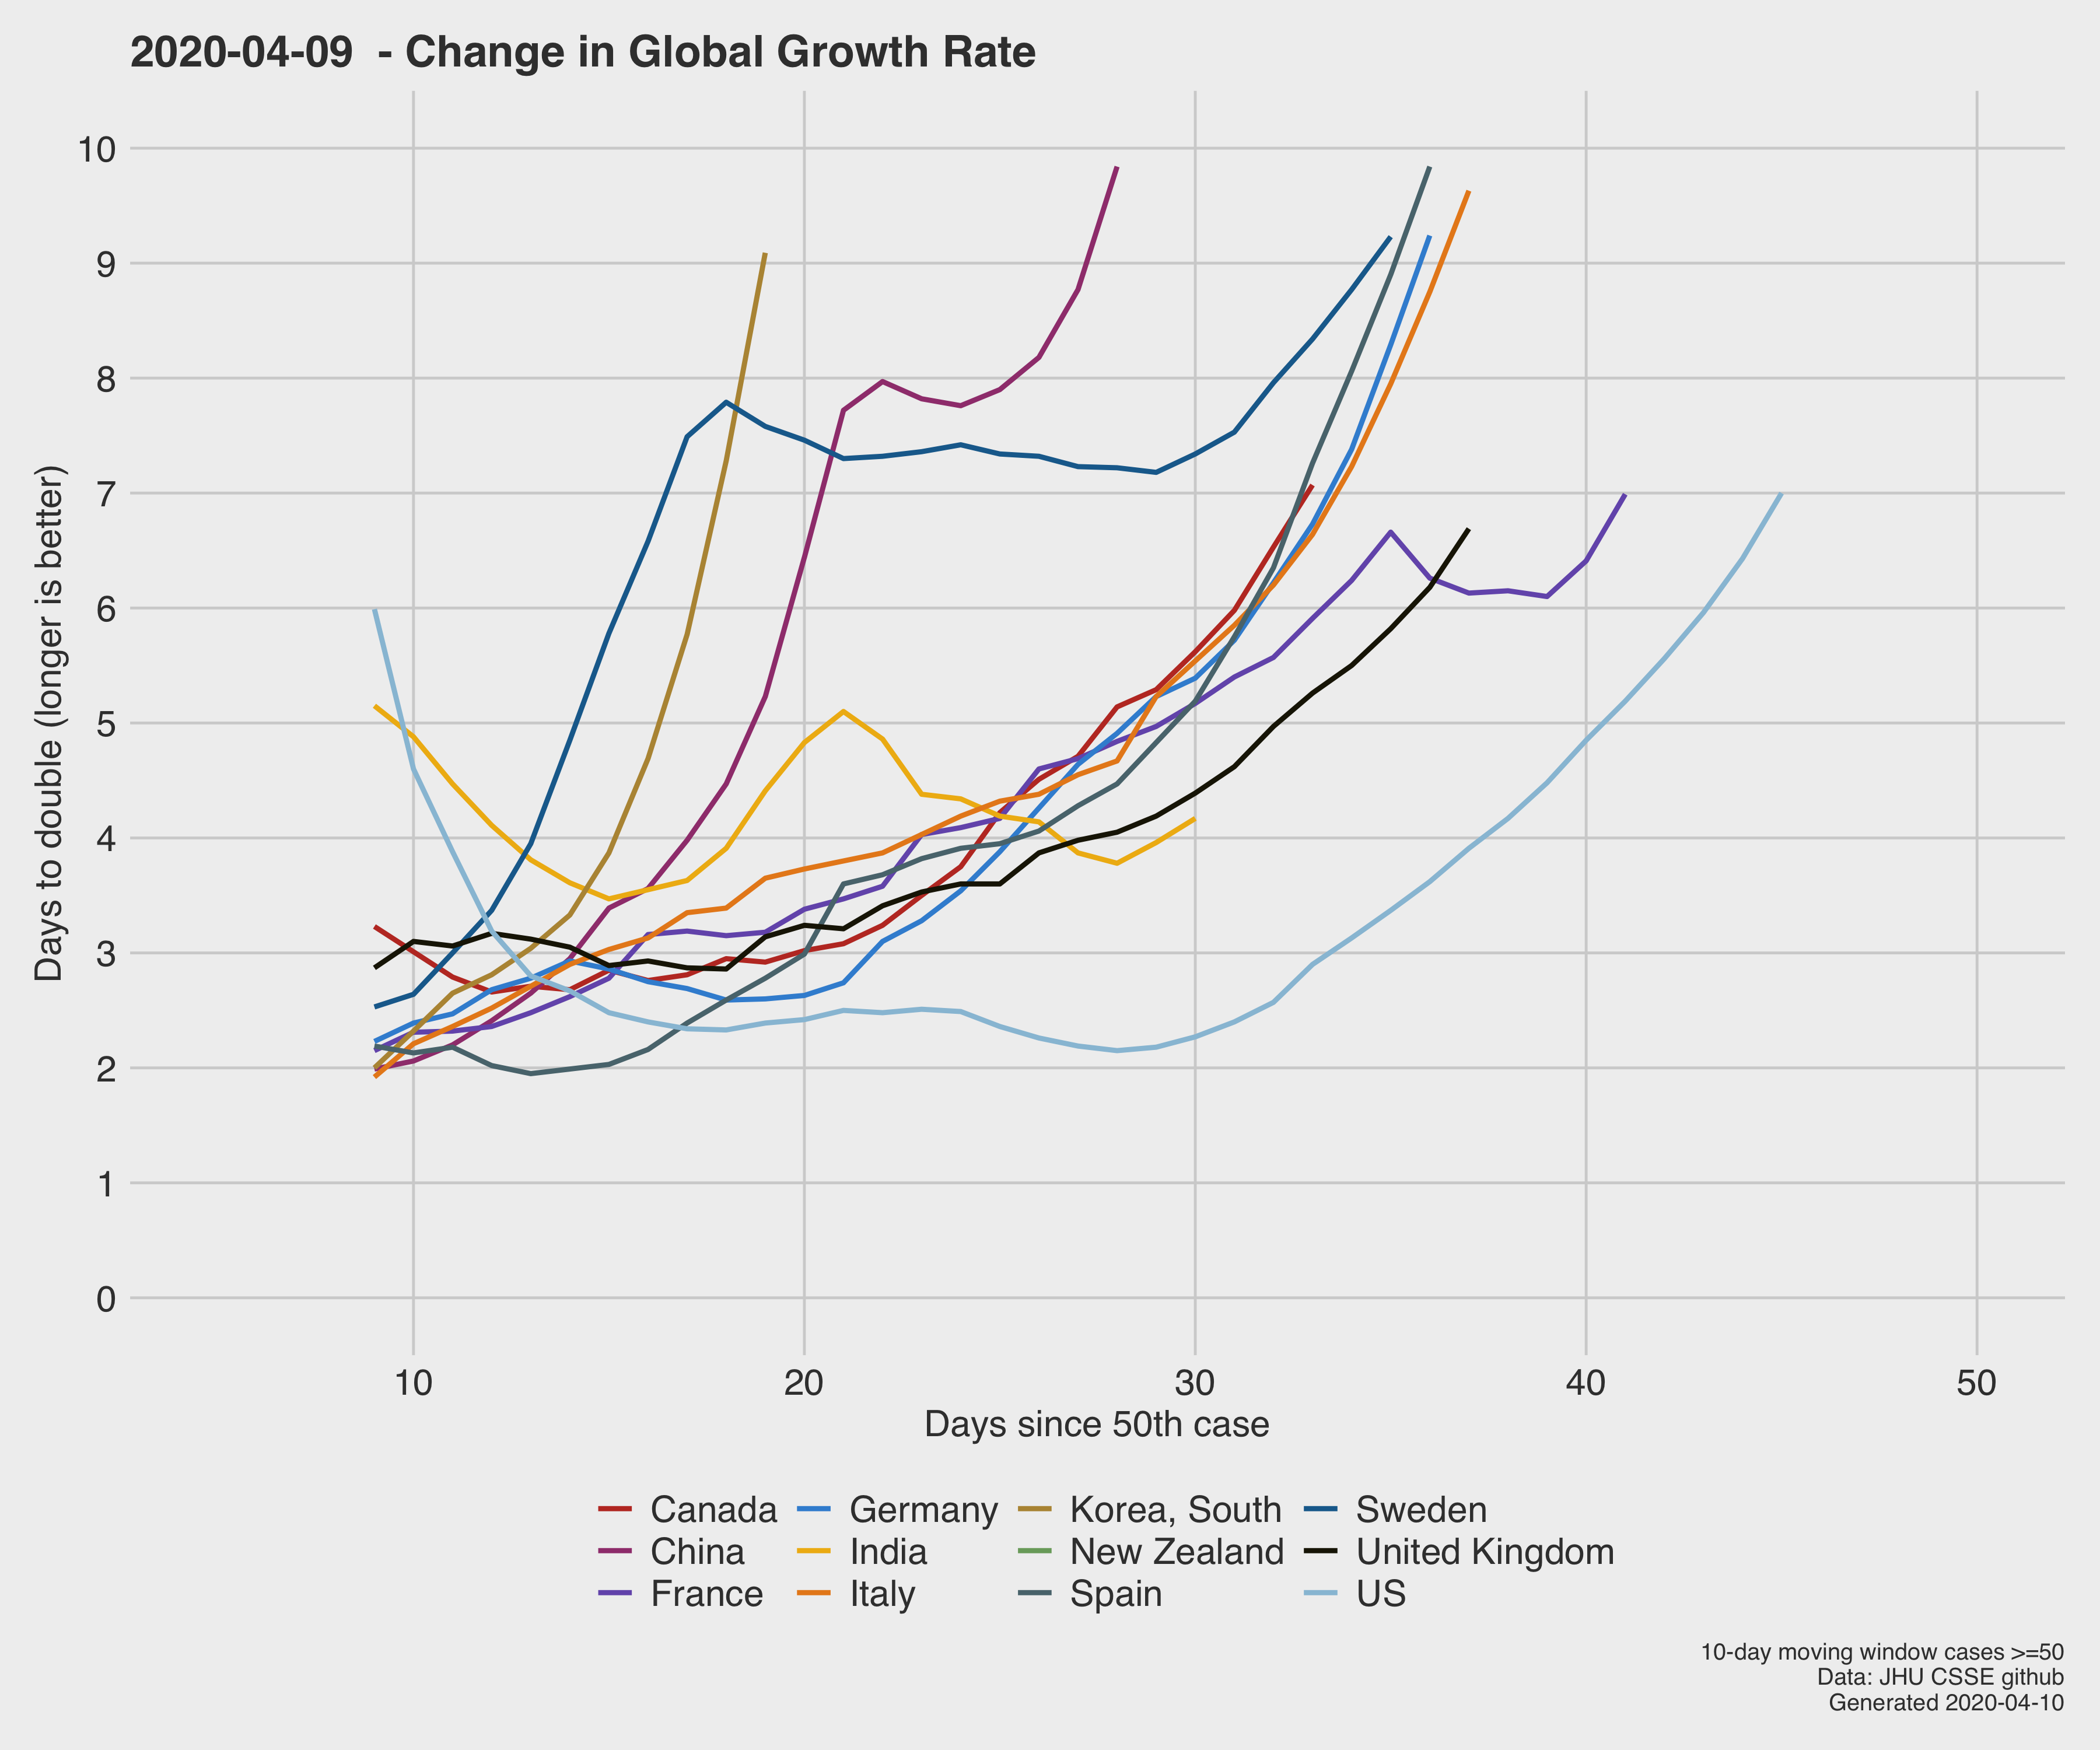 2020-04-09 - Change in Global Growth Rate
Days to double (longer is better)
10
9
8
7
6
5
4
3
2
1
0
10 20 30 40 50
Days since 50th case
Canada Germany Korea, South Sweden
China India New Zealand United Kingdom
France Italy Spain US
10-day moving window cases >=50
Data: JHU CSSE github
Generated 2020-04-10